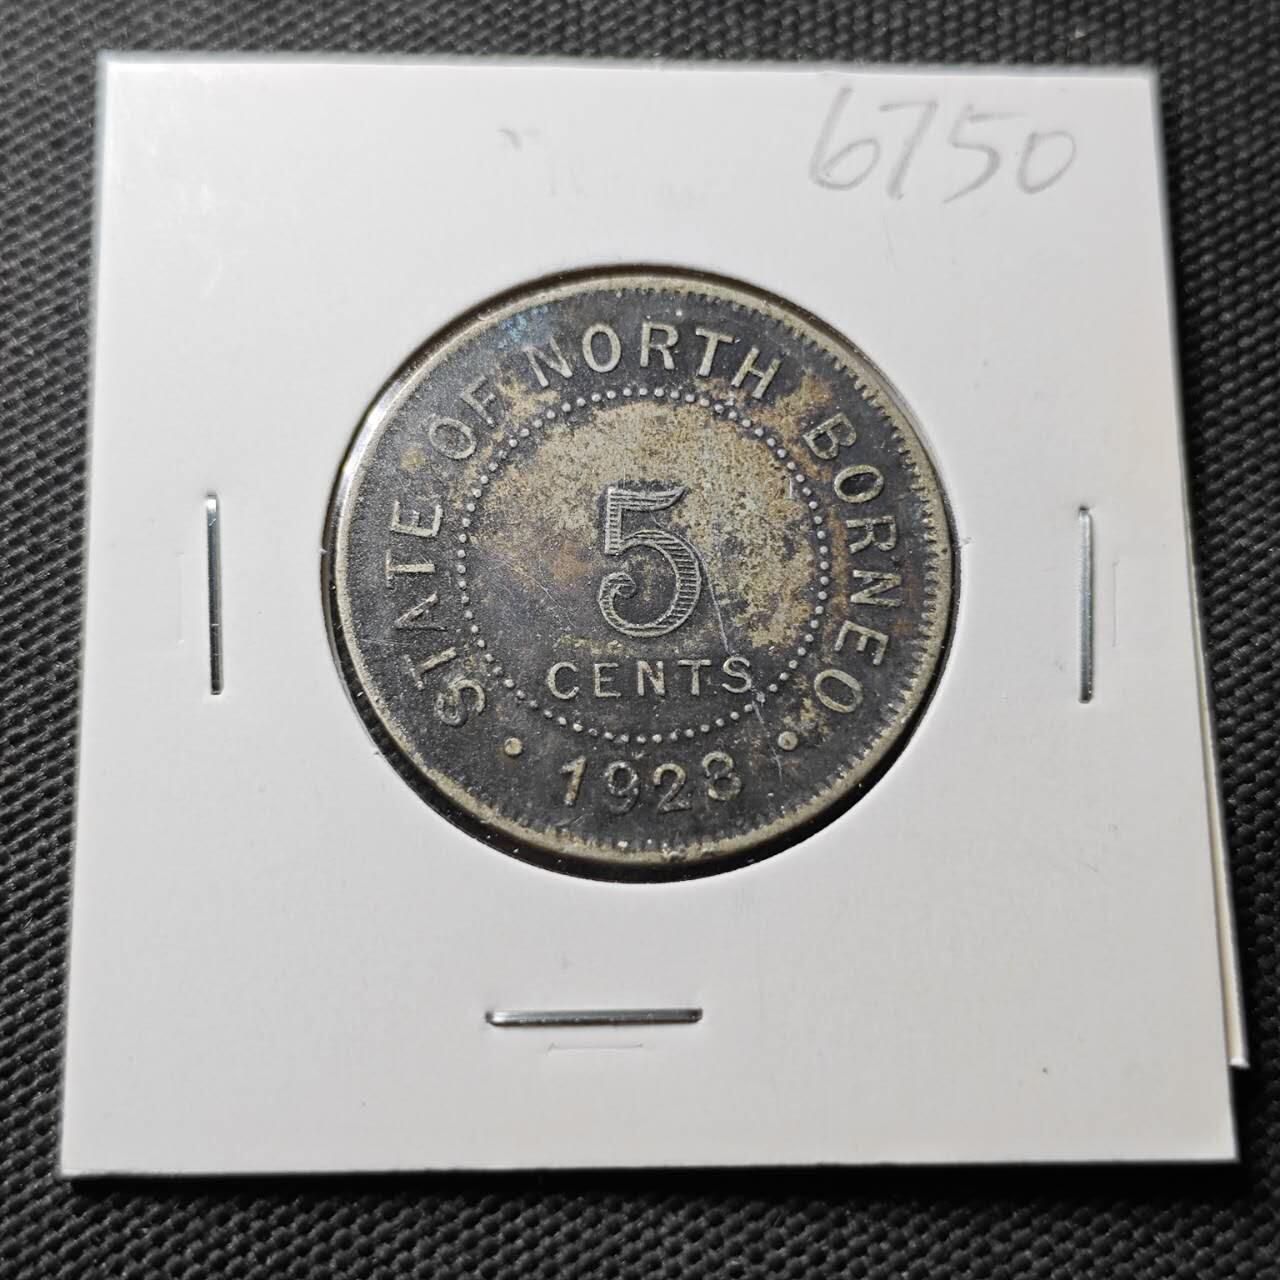 6750
STATE OF NORTH BORNEO
5
CENTS
• 1928 •